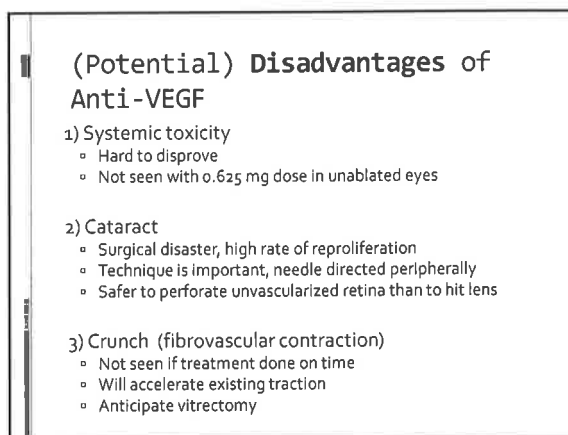 (Potential) Disadvantages of
Anti-VEGF
1) Systemic toxicity
▫ Hard to disprove
▫ Not seen with 0.625 mg dose in unablated eyes
2) Cataract
▫ Surgical disaster, high rate of reproliferation
▫ Technique is important, needle directed peripherally
▫ Safer to perforate unvascularized retina than to hit lens
3) Crunch (fibrovascular contraction)
▫ Not seen if treatment done on time
▫ Will accelerate existing traction
▫ Anticipate vitrectomy